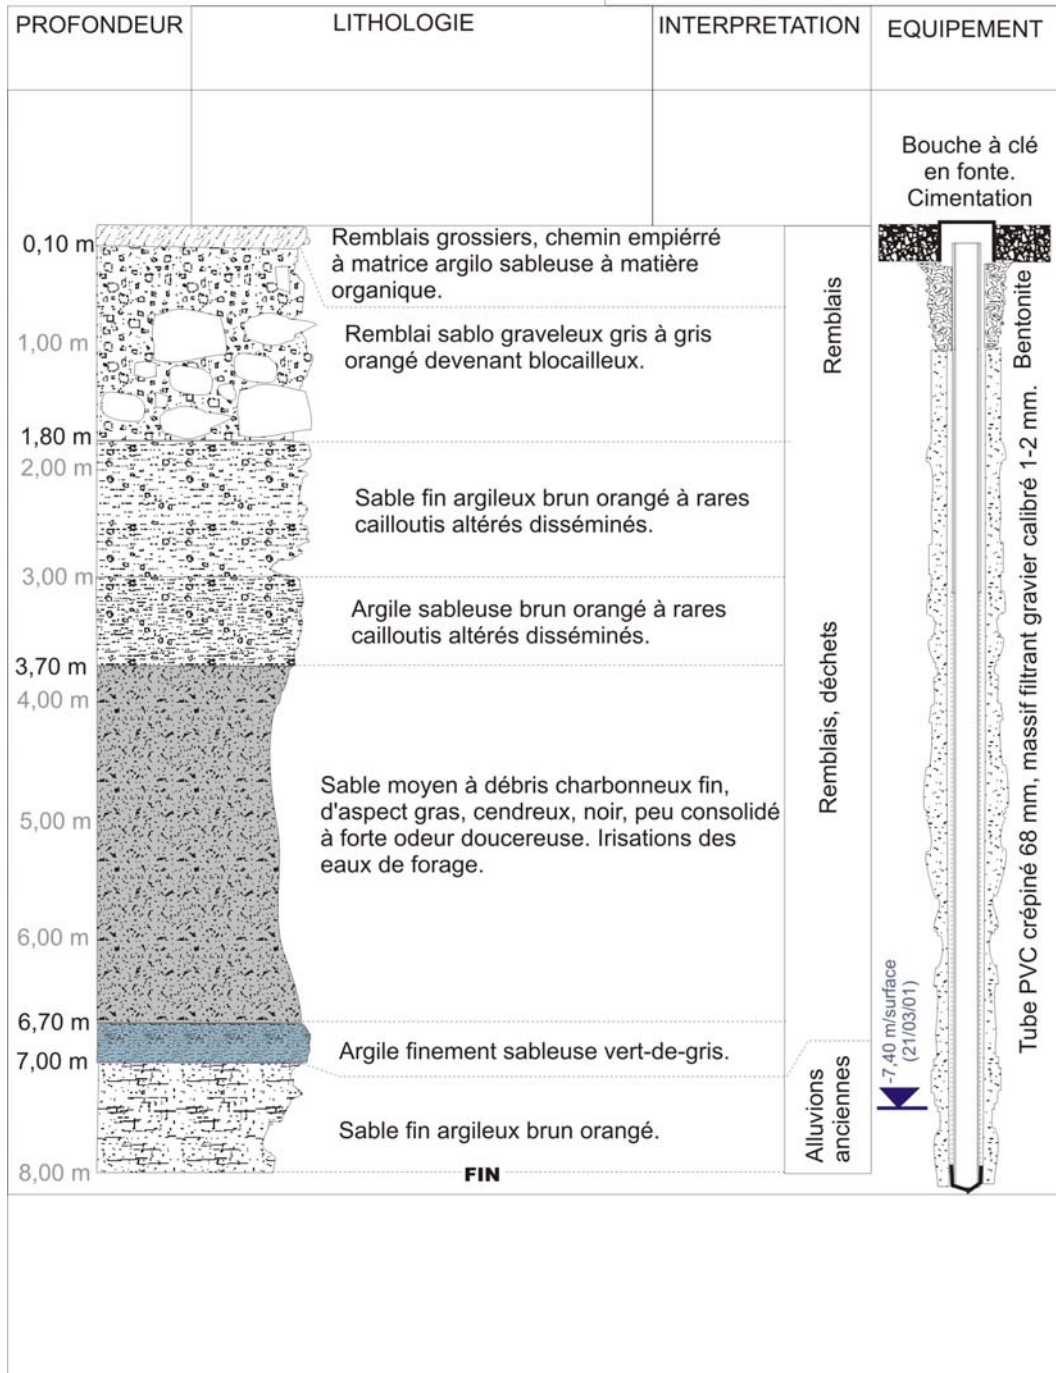 PROFONDEUR
LITHOLOGIE
INTERPRETATION
EQUIPEMENT
Bouche à clé
en fonte.
Cimentation
0,10 m
Remblais grossiers, chemin empiérré
à matrice argilo sableuse à matière
organique.
1,00 m
Remblai sablo graveleux gris à gris
orangé devenant blocailleux.
Remblais
Bentonite
1,80 m
2,00 m
Sable fin argileux brun orangé à rares
cailloutis altérés disséminés.
3,00 m
Argile sableuse brun orangé à rares
cailloutis altérés disséminés.
3,70 m
4,00 m
Sable moyen à débris charbonneux fin,
d'aspect gras, cendreux, noir, peu consolidé
à forte odeur doucereuse. Irisations des
eaux de forage.
5,00 m
6,00 m
Remblais, déchets
Tube PVC crépiné 68 mm, massif filtrant gravier calibré 1-2 mm.
6,70 m
Argile finement sableuse vert-de-gris.
7,00 m
-7,40 m/surface
(21/03/01)
Sable fin argileux brun orangé.
Alluvions
anciennes
8,00 m
FIN